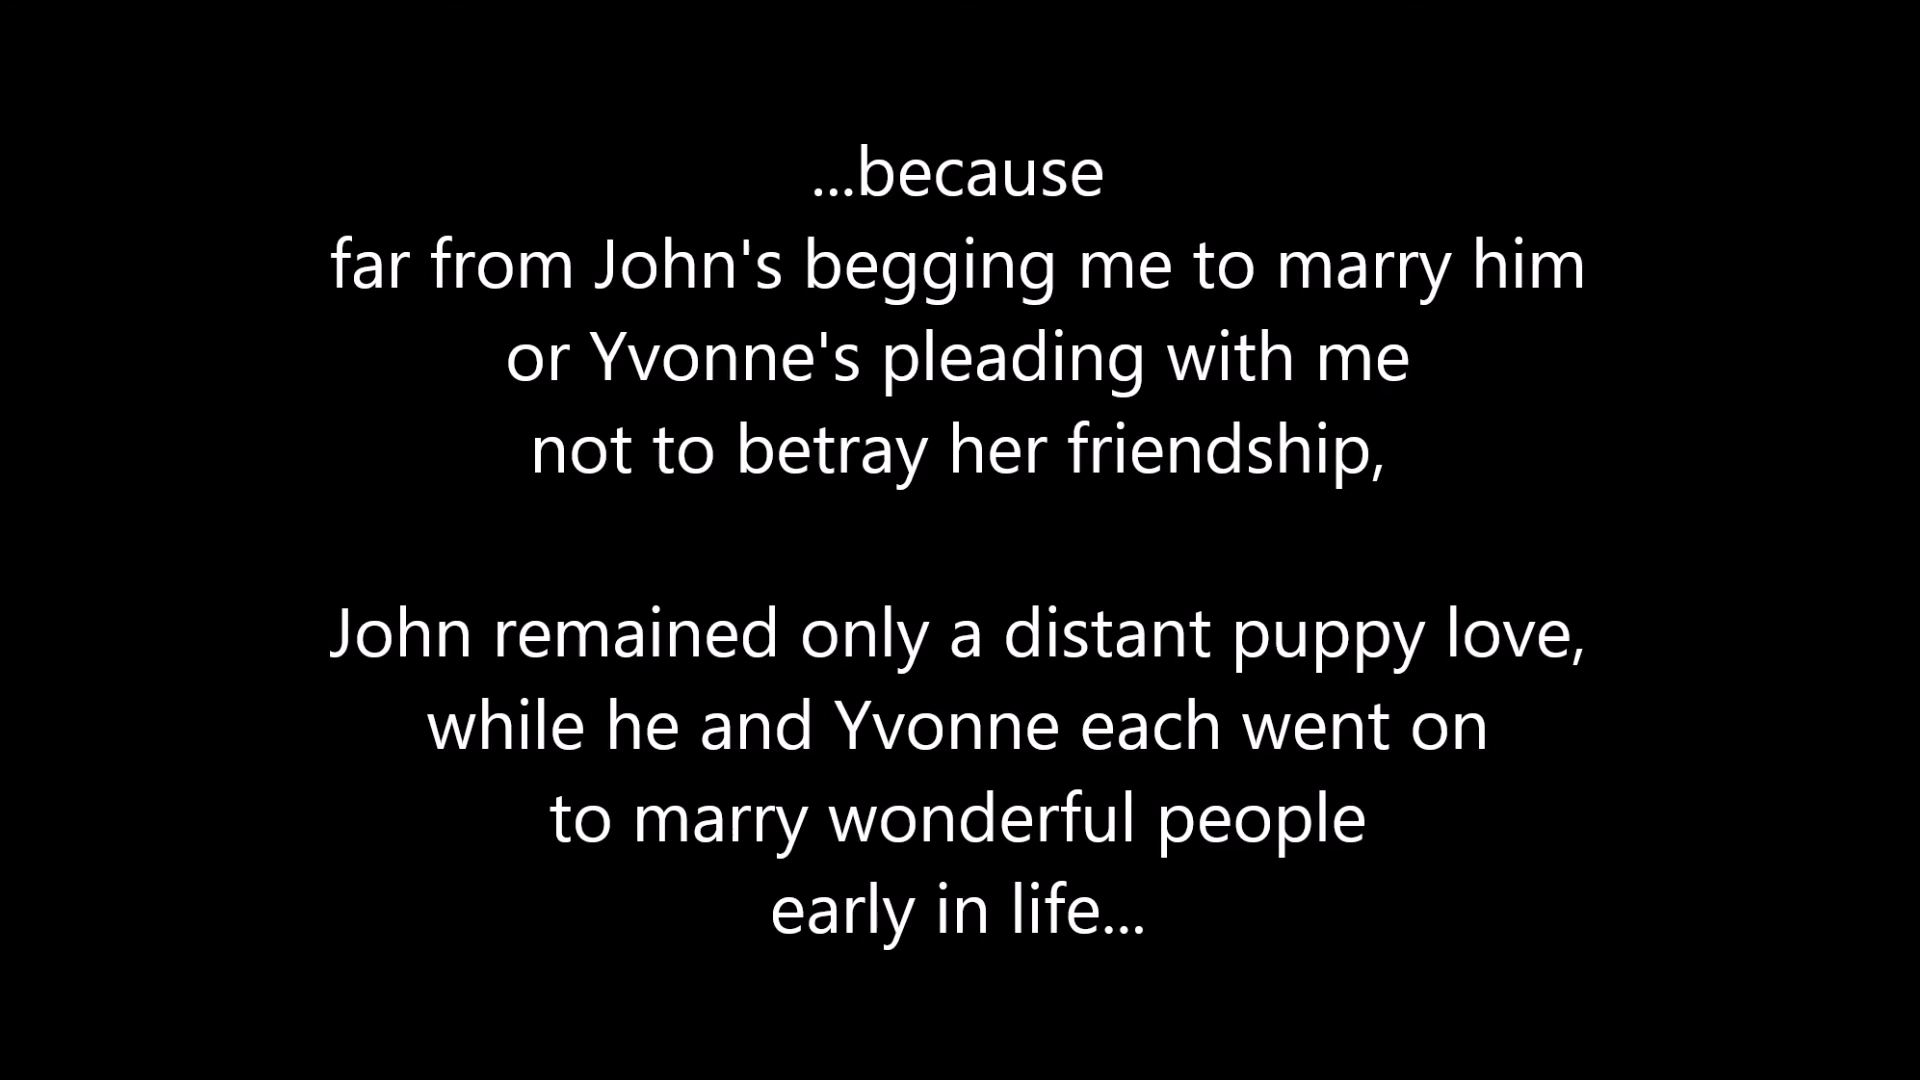 ...because
far from John's begging me to marry him
or Yvonne's pleading with me
not to betray her friendship,
John remained only a distant puppy love,
while he and Yvonne each went on
to marry wonderful people
early in life...